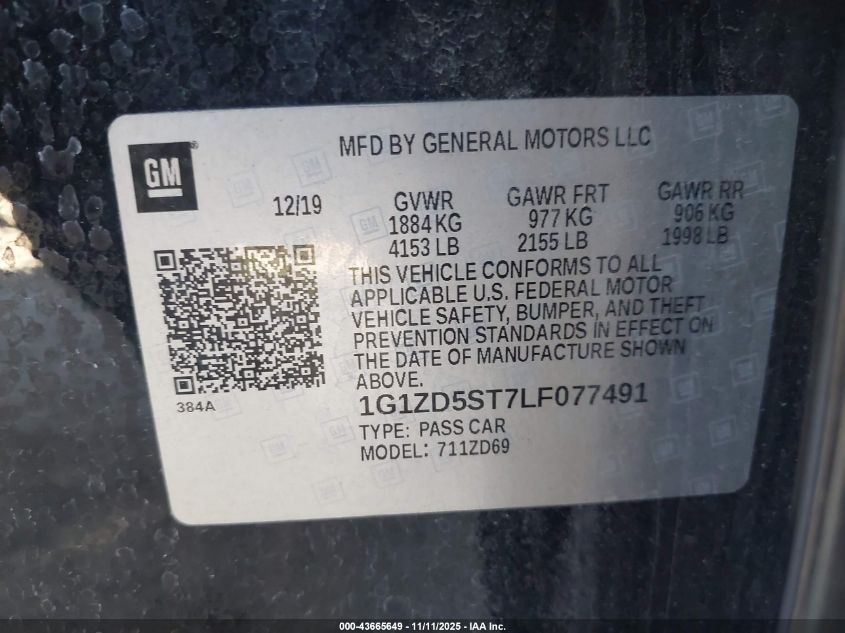 GM
MFD BY GENERAL MOTORS LLC
12/19
GVWR
1884 KG
4153 LB
GAWR FRT
977 KG
2155 LB
GAWR RR
906 KG
1998 LB
THIS VEHICLE CONFORMS TO ALL
APPLICABLE U.S. FEDERAL MOTOR
VEHICLE SAFETY, BUMPER, AND THEFT
PREVENTION STANDARDS IN EFFECT ON
THE DATE OF MANUFACTURE SHOWN
ABOVE.
384A
1G1ZD5ST7LF077491
TYPE: PASS CAR
MODEL: 711ZD69
000-43665649 - 11/11/2025 - IAA Inc.